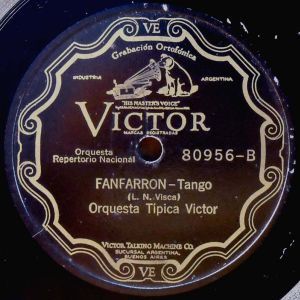 VE
Grabación Ortofónica
INDUSTRIA ARGENTINA
"HIS MASTER'S VOICE"
VICTOR
MARCAS REGISTRADAS
Orquesta
Repertorio Nacional
80956-B
FANFARRON-Tango
(L. N. Visca)
Orquesta Típica Victor
VICTOR TALKING MACHINE CO.
SUCURSAL ARGENTINA,
BUENOS AIRES
VE